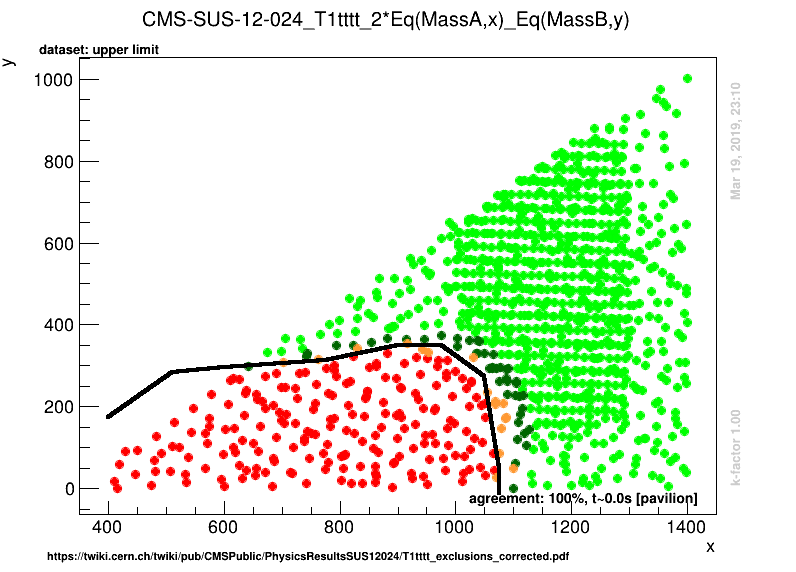 CMS-SUS-12-024_T1tttt_2*Eq(MassA,x)_Eq(MassB,y)
dataset: upper limit
y
1000
800
600
400
200
0
400
600
800
1000
1200
1400
x
agreement: 100%, t~0.0s [pavilion]
https://twiki.cern.ch/twiki/pub/CMSPublic/PhysicsResultsSUS12024/T1tttt_exclusions_corrected.pdf
Mar 19, 2019, 23:10
k-factor 1.00